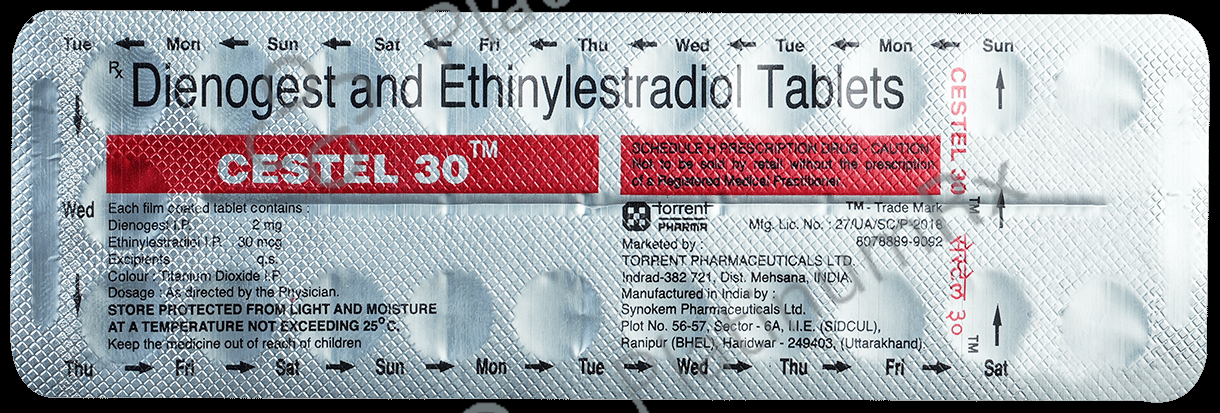 Tue ← Mon ← Sun ← Sat ← Fri ← Thu ← Wed ← Tue ← Mon ← Sun
Rx Dienogest and Ethinylestradiol Tablets
CESTEL 30™
SCHEDULE H PRESCRIPTION DRUG - CAUTION
Not to be sold by retail without the prescription
of a Registered Medical Practitioner.
Wed
Each film coated tablet contains :
Dienogest I.P. 2 mg
Ethinylestradiol I.P. 30 mcg
Excipients q.s.
Colour : Titanium Dioxide I.P.
Dosage : As directed by the Physician.
STORE PROTECTED FROM LIGHT AND MOISTURE
AT A TEMPERATURE NOT EXCEEDING 25°C.
Keep the medicine out of reach of children
torrent
PHARMA
™ - Trade Mark
Mfg. Lic. No. : 27/UA/SC/P-2018
8078889-9092
Marketed by :
TORRENT PHARMACEUTICALS LTD.
Indrad-382 721, Dist. Mehsana, INDIA.
Manufactured in India by :
Synokem Pharmaceuticals Ltd.
Plot No. 56-57, Sector - 6A, I.I.E. (SIDCUL),
Ranipur (BHEL), Haridwar - 249403, (Uttarakhand).
CESTEL 30™
सेस्टेल ३०™
Thu → Fri → Sat → Sun → Mon → Tue → Wed → Thu → Fri → Sat